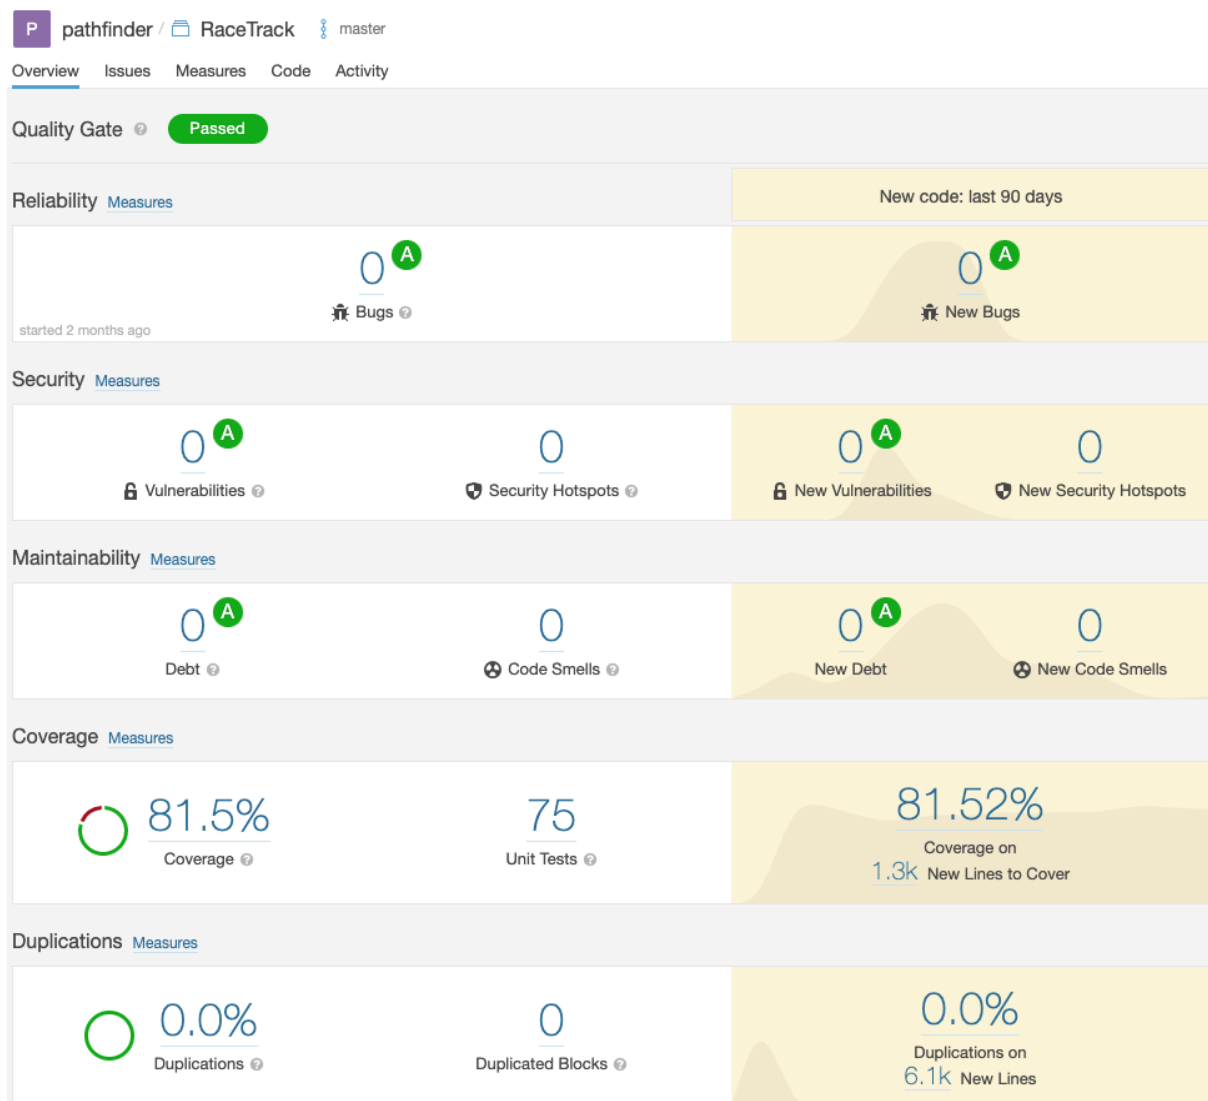 P pathfinder / RaceTrack master
Overview Issues Measures Code Activity
Quality Gate ? Passed
Reliability Measures
New code: last 90 days
0 A
Bugs ?
started 2 months ago
0 A
New Bugs
Security Measures
0 A
Vulnerabilities ?
0
Security Hotspots ?
0 A
New Vulnerabilities
0
New Security Hotspots
Maintainability Measures
0 A
Debt ?
0
Code Smells ?
0 A
New Debt
0
New Code Smells
Coverage Measures
81.5%
Coverage ?
75
Unit Tests ?
81.52%
Coverage on
1.3k New Lines to Cover
Duplications Measures
0.0%
Duplications ?
0
Duplicated Blocks ?
0.0%
Duplications on
6.1k New Lines